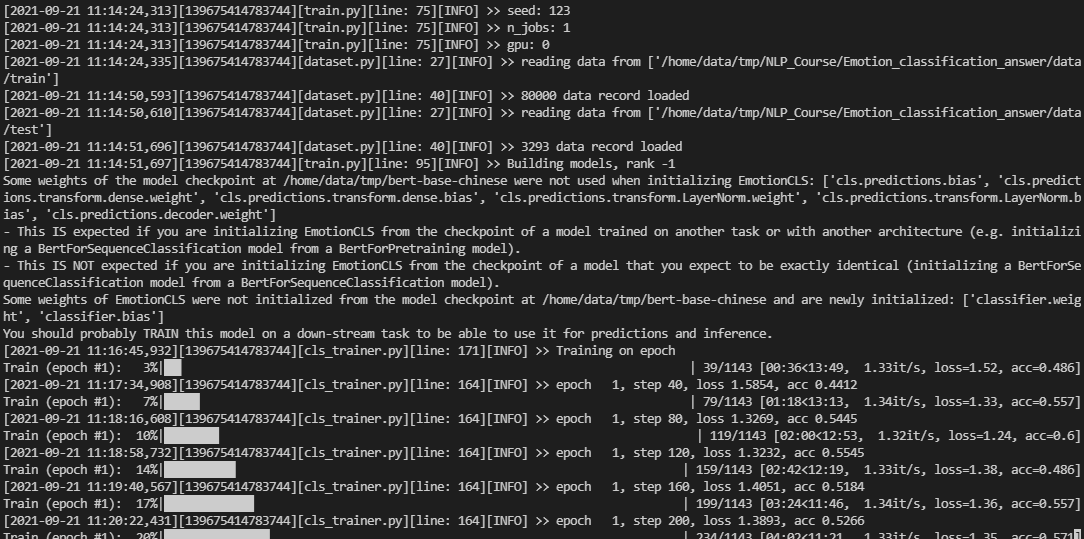 [2021-09-21 11:14:24,313][139675414783744][train.py][line: 75][INFO] >> seed: 123
[2021-09-21 11:14:24,313][139675414783744][train.py][line: 75][INFO] >> n_jobs: 1
[2021-09-21 11:14:24,313][139675414783744][train.py][line: 75][INFO] >> gpu: 0
[2021-09-21 11:14:24,335][139675414783744][dataset.py][line: 27][INFO] >> reading data from ['/home/data/tmp/NLP_Course/Emotion_classification_answer/data
/train']
[2021-09-21 11:14:50,593][139675414783744][dataset.py][line: 40][INFO] >> 80000 data record loaded
[2021-09-21 11:14:50,610][139675414783744][dataset.py][line: 27][INFO] >> reading data from ['/home/data/tmp/NLP_Course/Emotion_classification_answer/data
/test']
[2021-09-21 11:14:51,696][139675414783744][dataset.py][line: 40][INFO] >> 3293 data record loaded
[2021-09-21 11:14:51,697][139675414783744][train.py][line: 95][INFO] >> Building models, rank -1
Some weights of the model checkpoint at /home/data/tmp/bert-base-chinese were not used when initializing EmotionCLS: ['cls.predictions.bias', 'cls.predict
ions.transform.dense.weight', 'cls.predictions.transform.dense.bias', 'cls.predictions.transform.LayerNorm.weight', 'cls.predictions.transform.LayerNorm.b
ias', 'cls.predictions.decoder.weight']
- This IS expected if you are initializing EmotionCLS from the checkpoint of a model trained on another task or with another architecture (e.g. initializi
ng a BertForSequenceClassification model from a BertForPretraining model).
- This IS NOT expected if you are initializing EmotionCLS from the checkpoint of a model that you expect to be exactly identical (initializing a BertForSe
quenceClassification model from a BertForSequenceClassification model).
Some weights of EmotionCLS were not initialized from the model checkpoint at /home/data/tmp/bert-base-chinese and are newly initialized: ['classifier.weig
ht', 'classifier.bias']
You should probably TRAIN this model on a down-stream task to be able to use it for predictions and inference.
[2021-09-21 11:16:45,932][139675414783744][cls_trainer.py][line: 171][INFO] >> Training on epoch
Train (epoch #1):   3%| | 39/1143 [00:36<13:49,  1.33it/s, loss=1.52, acc=0.486]
[2021-09-21 11:17:34,908][139675414783744][cls_trainer.py][line: 164][INFO] >> epoch   1, step 40, loss 1.5854, acc 0.4412
Train (epoch #1):   7%| | 79/1143 [01:18<13:13,  1.34it/s, loss=1.33, acc=0.557]
[2021-09-21 11:18:16,608][139675414783744][cls_trainer.py][line: 164][INFO] >> epoch   1, step 80, loss 1.3269, acc 0.5445
Train (epoch #1):  10%| | 119/1143 [02:00<12:53,  1.32it/s, loss=1.24, acc=0.6]
[2021-09-21 11:18:58,732][139675414783744][cls_trainer.py][line: 164][INFO] >> epoch   1, step 120, loss 1.3232, acc 0.5545
Train (epoch #1):  14%| | 159/1143 [02:42<12:19,  1.33it/s, loss=1.38, acc=0.486]
[2021-09-21 11:19:40,567][139675414783744][cls_trainer.py][line: 164][INFO] >> epoch   1, step 160, loss 1.4051, acc 0.5184
Train (epoch #1):  17%| | 199/1143 [03:24<11:46,  1.34it/s, loss=1.36, acc=0.557]
[2021-09-21 11:20:22,431][139675414783744][cls_trainer.py][line: 164][INFO] >> epoch   1, step 200, loss 1.3893, acc 0.5266
Train (epoch #1):  20%| | 234/1143 [04:02<11:21,  1.33it/s, loss=1.35, acc=0.571]